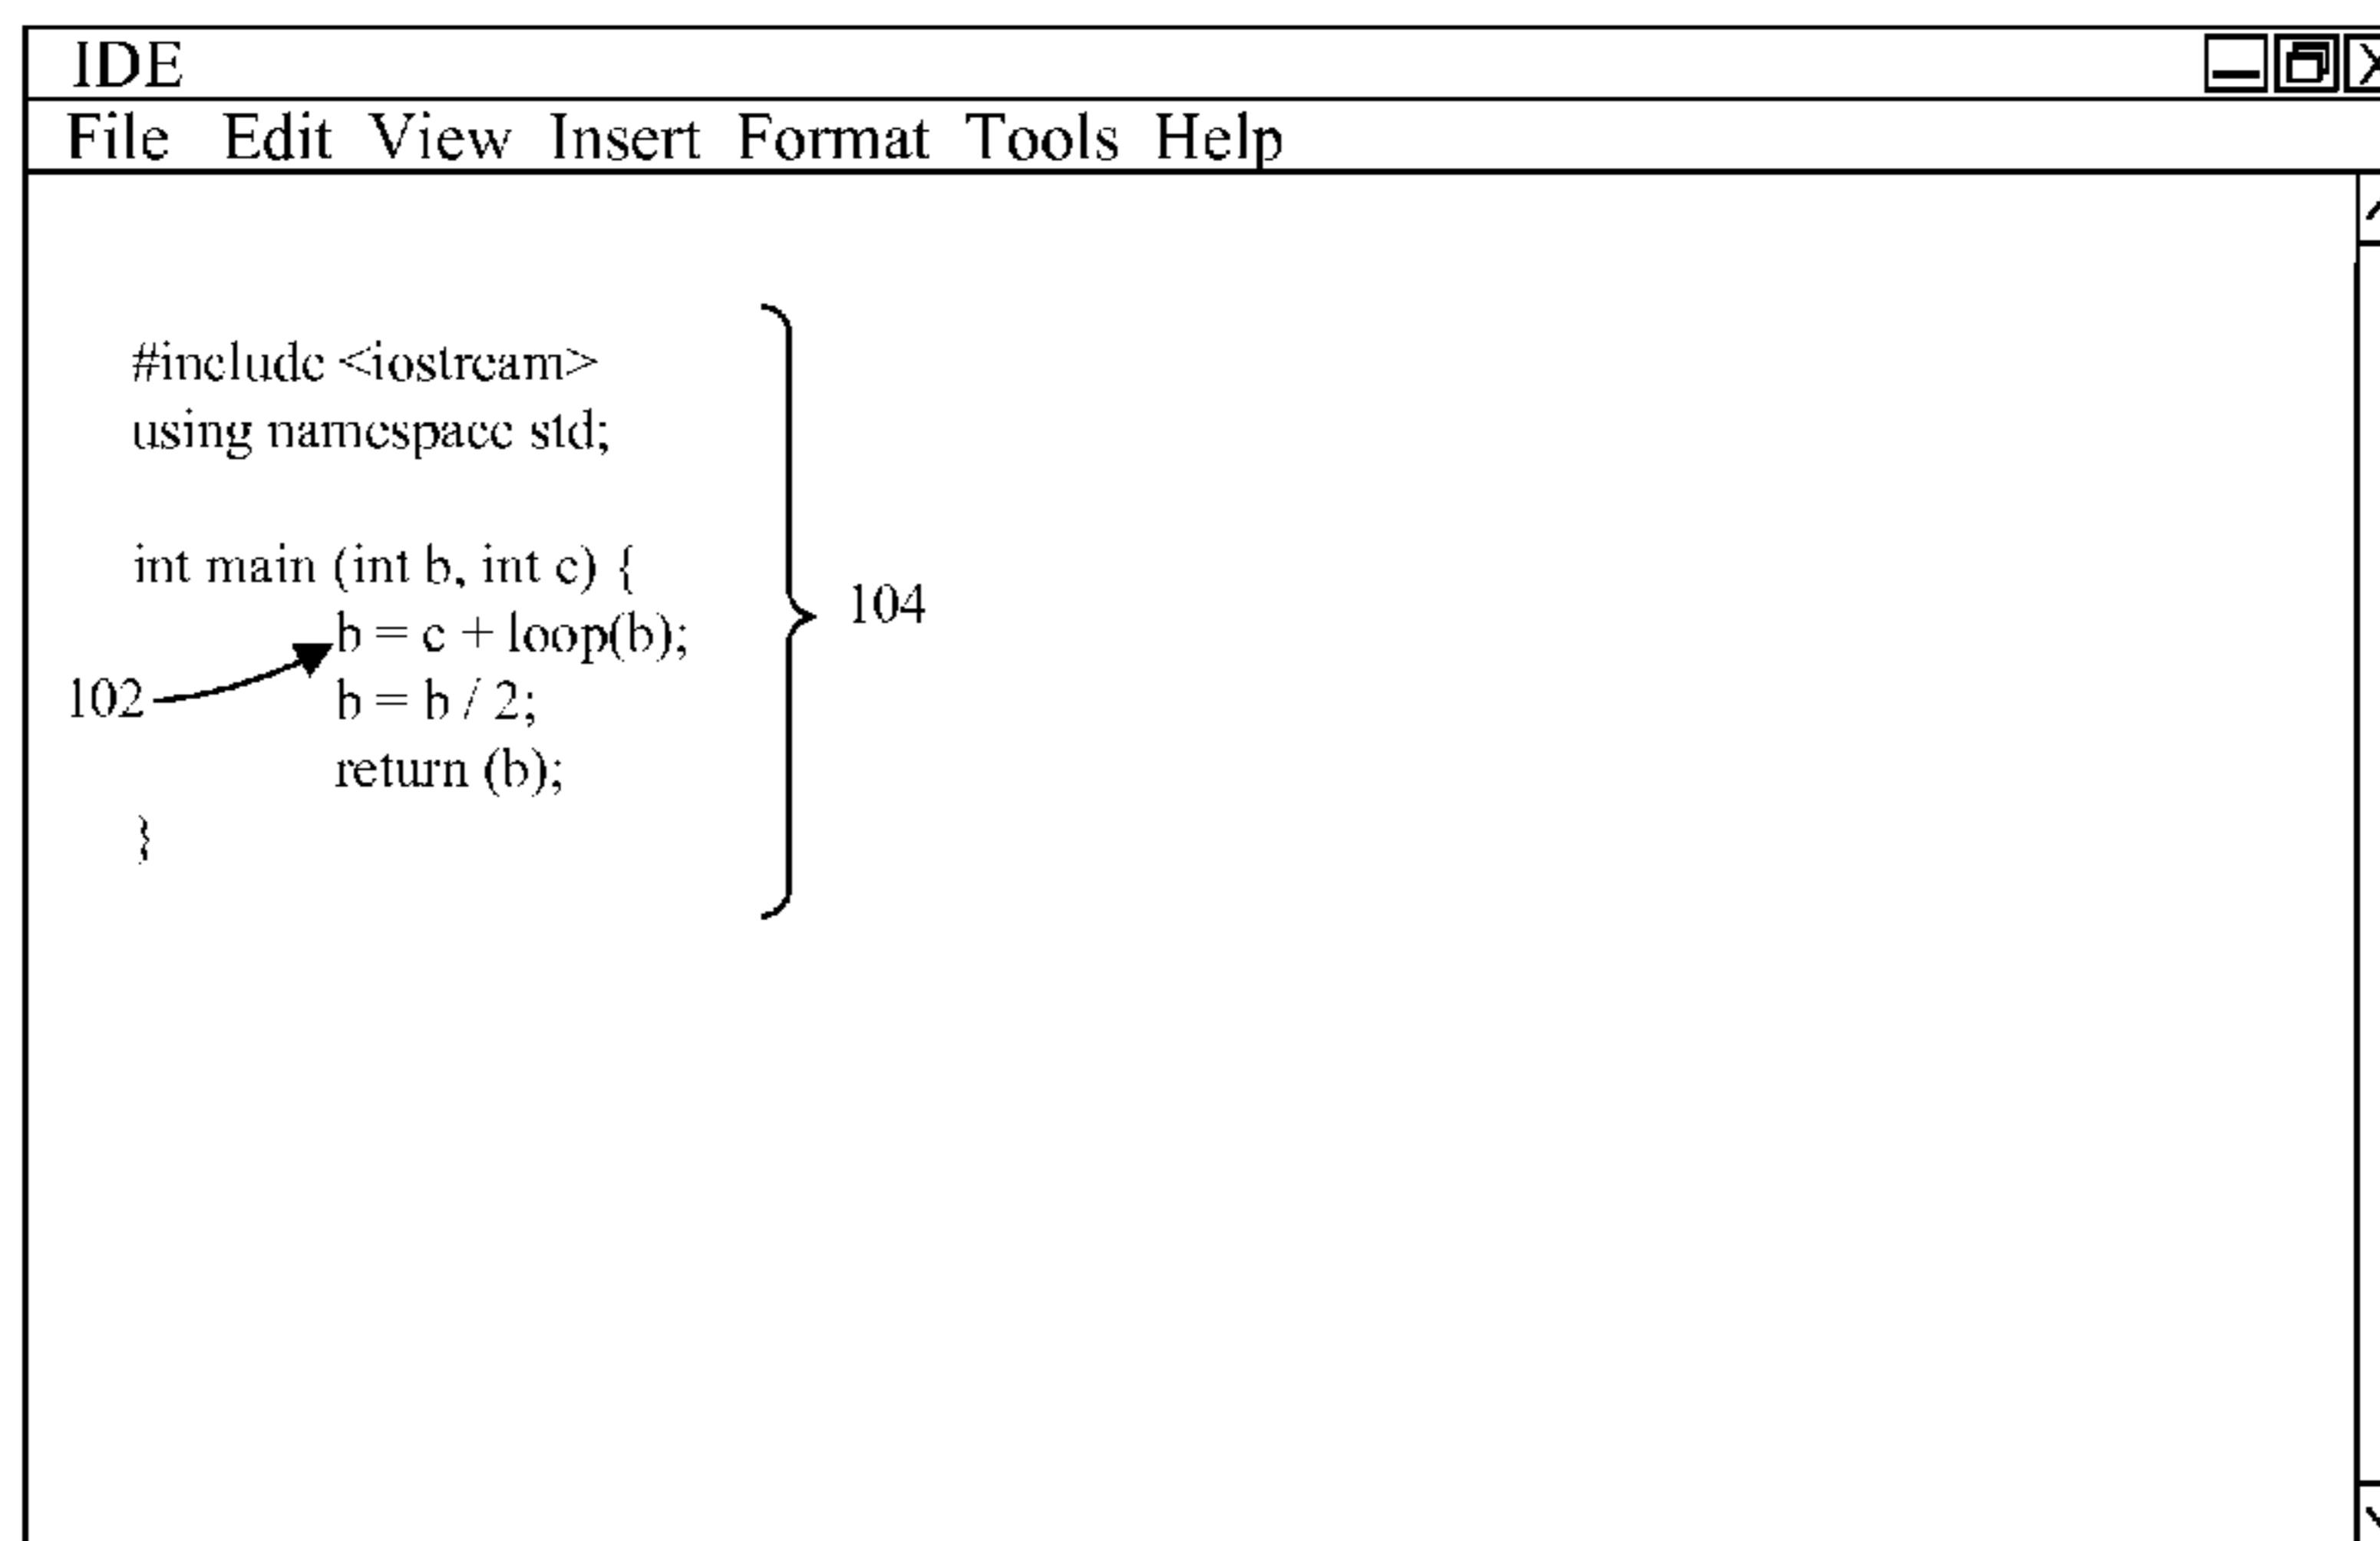 IDE
File Edit View Insert Format Tools Help
#include <iostream>
using namespace std;
int main (int b, int c) {
b = c + loop(b);
104
102
b = b / 2;
return (b);
}